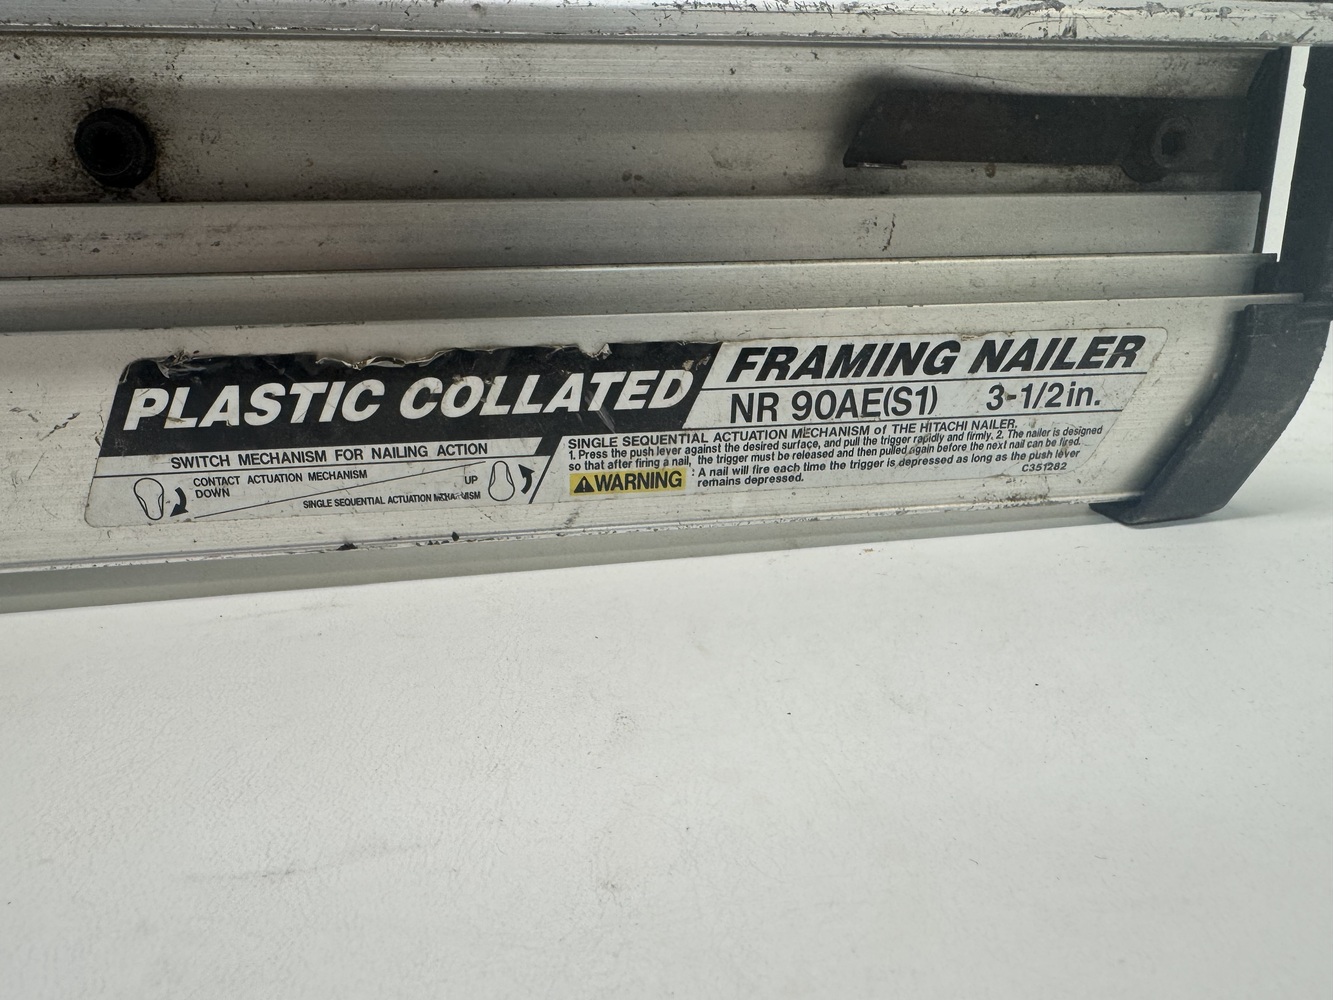 PLASTIC COLLATED
FRAMING NAILER
NR 90AE(S1) 3-1/2in.
SWITCH MECHANISM FOR NAILING ACTION
CONTACT ACTUATION MECHANISM
DOWN
UP
SINGLE SEQUENTIAL ACTUATION MECHANISM
SINGLE SEQUENTIAL ACTUATION MECHANISM of THE HITACHI NAILER.
1. Press the push lever against the desired surface, and pull the trigger rapidly and firmly. 2. The nailer is designed
so that after firing a nail, the trigger must be released and then pulled again before the next nail can be fired.
WARNING : A nail will fire each time the trigger is depressed as long as the push lever
remains depressed.
C351282